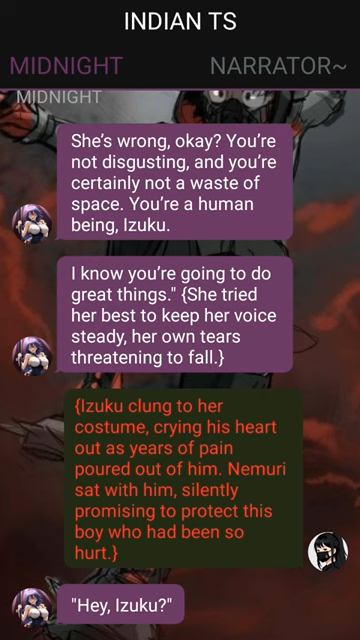 INDIAN TS
MIDNIGHT NARRATOR~
MIDNIGHT
She's wrong, okay? You're
not disgusting, and you're
certainly not a waste of
space. You're a human
being, Izuku.
I know you're going to do
great things." {She tried
her best to keep her voice
steady, her own tears
threatening to fall.}
{Izuku clung to her
costume, crying his heart
out as years of pain
poured out of him. Nemuri
sat with him, silently
promising to protect this
boy who had been so
hurt.}
"Hey, Izuku?"